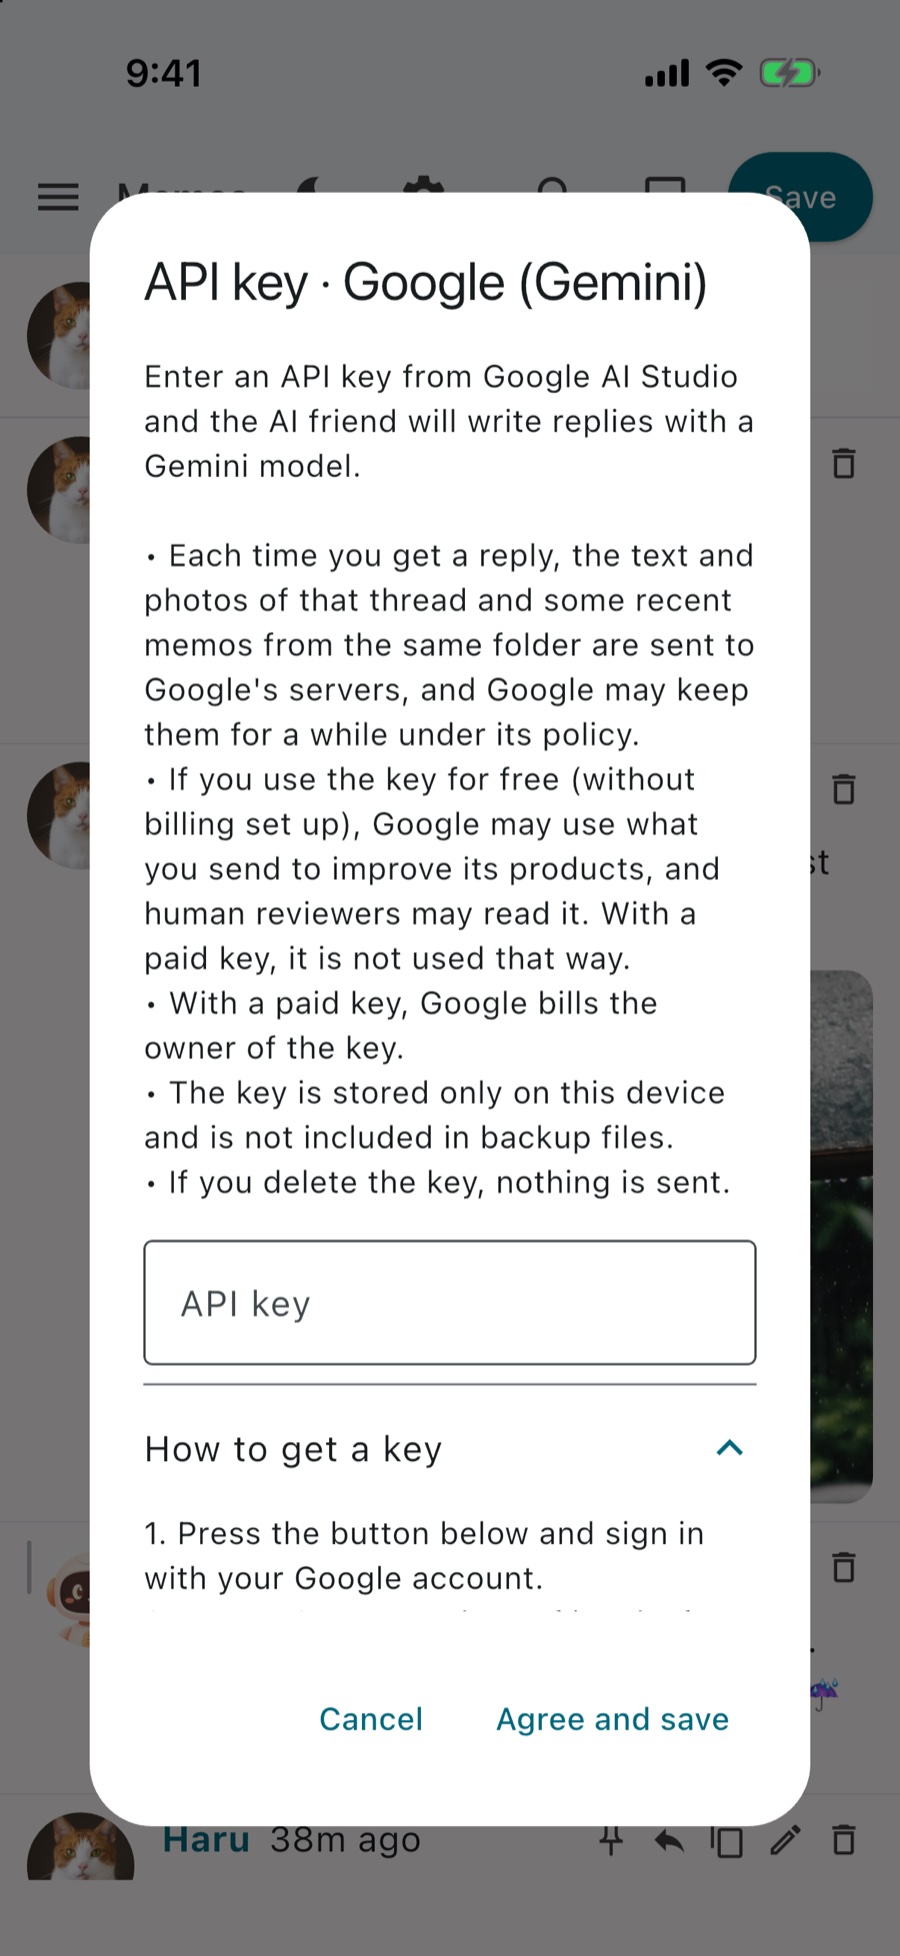 9:41
Save
API key · Google (Gemini)
Enter an API key from Google AI Studio
and the AI friend will write replies with a
Gemini model.
• Each time you get a reply, the text and
photos of that thread and some recent
memos from the same folder are sent to
Google's servers, and Google may keep
them for a while under its policy.
• If you use the key for free (without
billing set up), Google may use what
you send to improve its products, and
human reviewers may read it. With a
paid key, it is not used that way.
• With a paid key, Google bills the
owner of the key.
• The key is stored only on this device
and is not included in backup files.
• If you delete the key, nothing is sent.
API key
How to get a key
1. Press the button below and sign in
with your Google account.
Cancel
Agree and save
Haru 38m ago